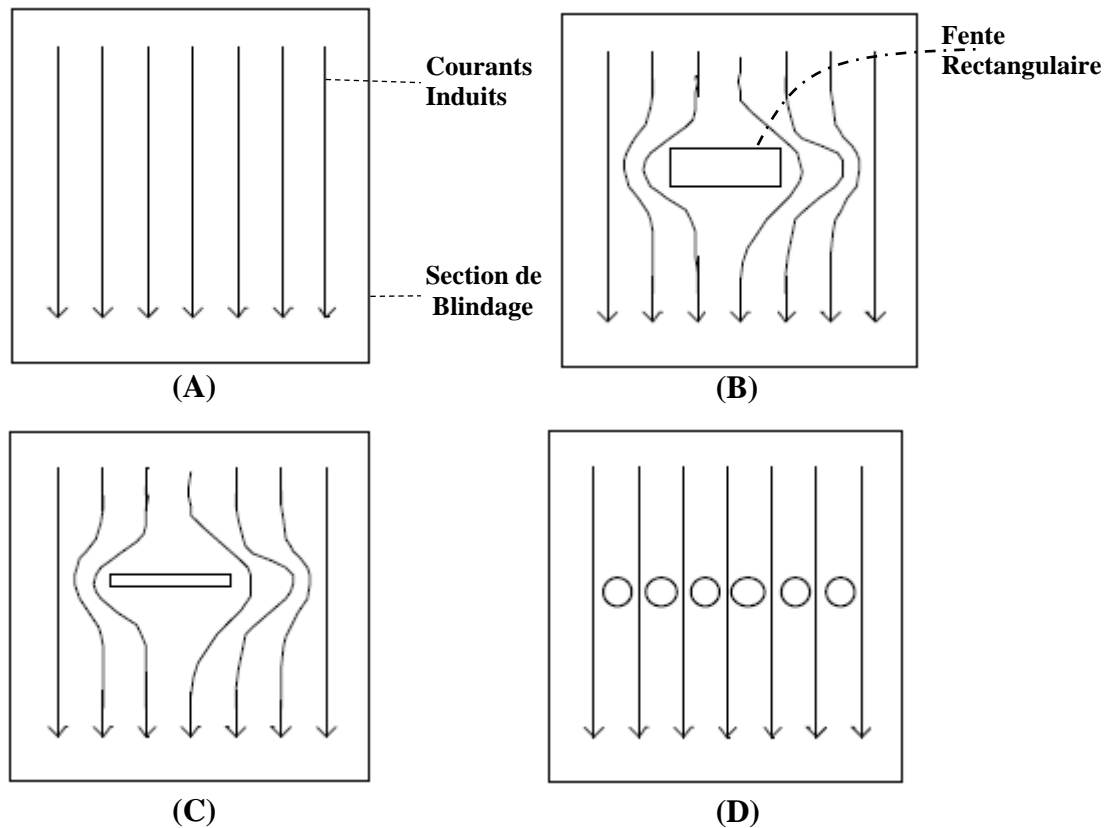 Courants
Induits
Section de
Blindage
(A)
Fente
Rectangulaire
(B)
(C)
(D)